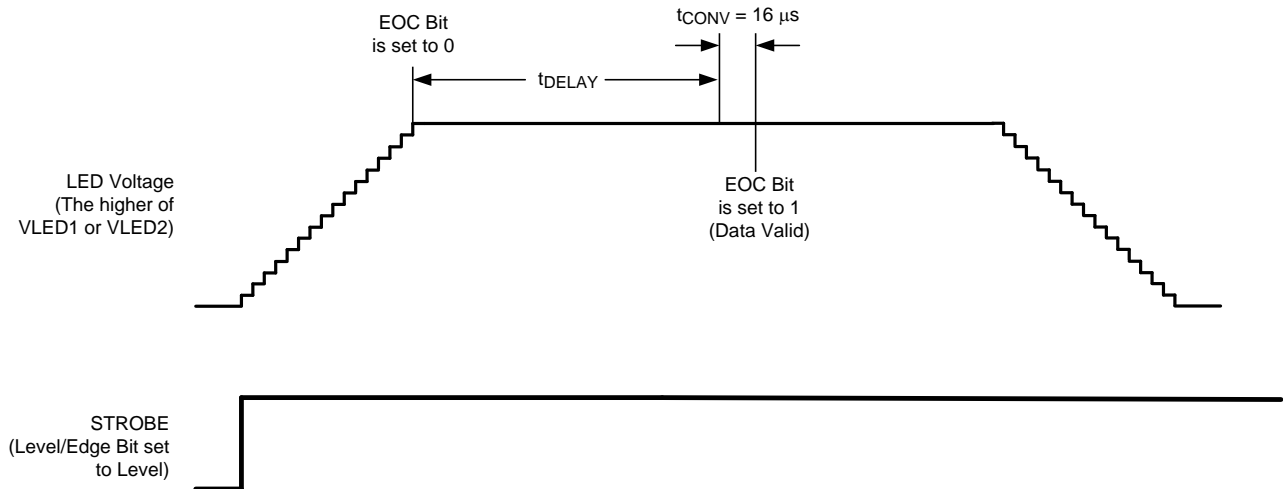 EOC Bit
is set to 0
tCONV = 16 μs
tDELAY
LED Voltage
(The higher of
VLED1 or VLED2)
EOC Bit
is set to 1
(Data Valid)
STROBE
(Level/Edge Bit set
to Level)